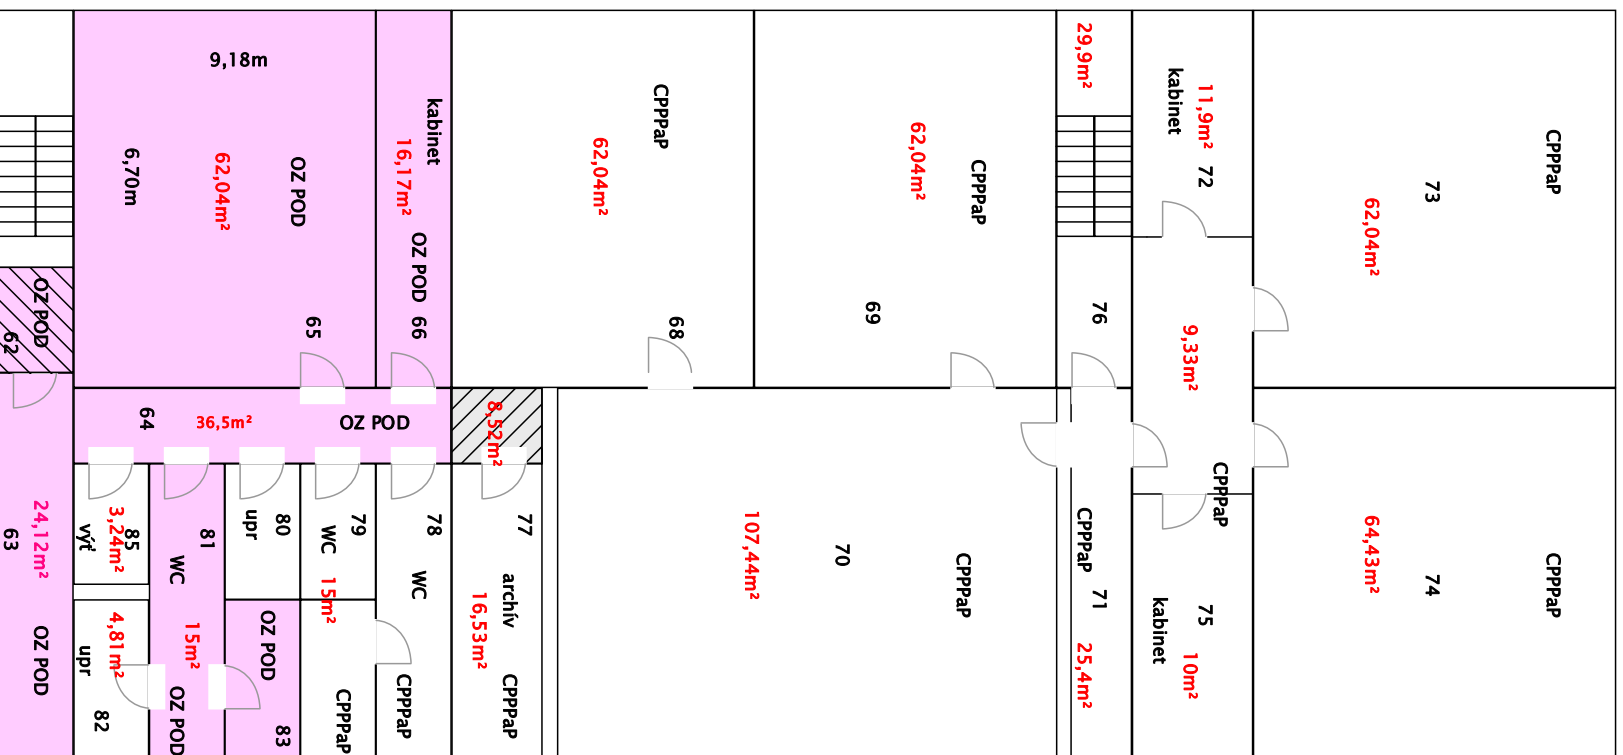 9,18m
6,70m
62,04m²
OZ POD
65
kabinet
16,17m²
OZ POD
66
CPPPaP
62,04m²
68
62,04m²
CPPPaP
69
29,9m²
76
kabinet
11,9m²
72
9,33m²
CPPPaP
CPPPaP
73
62,04m²
OZ POD
62
64
36,5m²
OZ POD
8,52m²
63
24,12m²
OZ POD
výť
3,24m²
85
upr
4,81m²
82
81
WC
15m²
OZ POD
upr
80
OZ POD
83
79
WC
15m²
CPPPaP
78
WC
CPPPaP
77
archív
16,53m²
CPPPaP
107,44m²
70
CPPPaP
CPPPaP
71
25,4m²
kabinet
75
10m²
64,43m²
74
CPPPaP